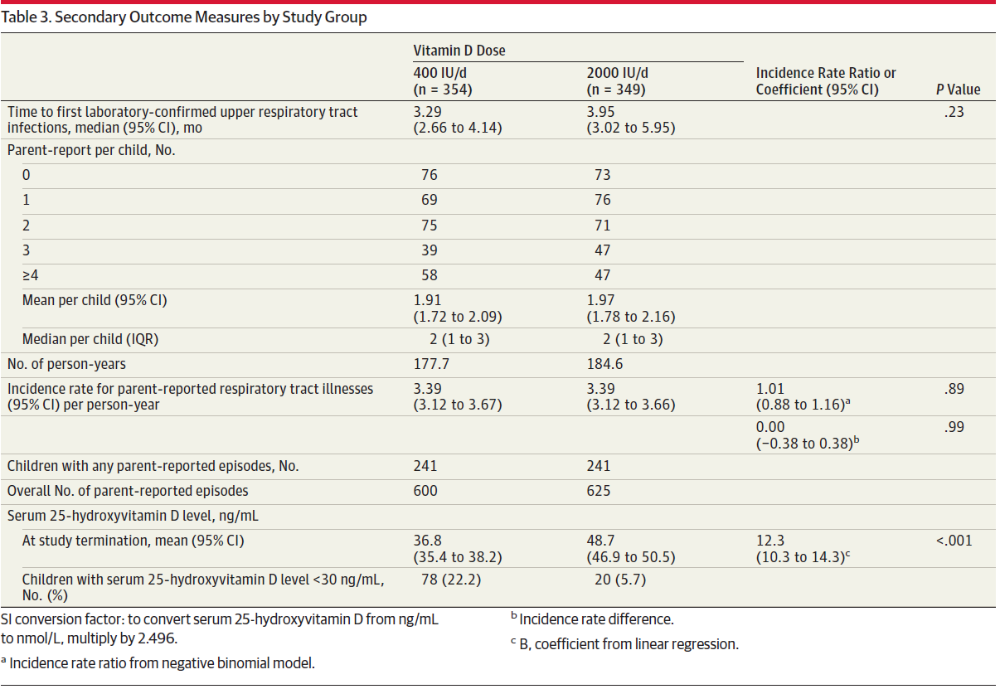 Table 3. Secondary Outcome Measures by Study Group
Vitamin D Dose
400 IU/d (n = 354) 2000 IU/d (n = 349) Incidence Rate Ratio or Coefficient (95% CI) P Value
Time to first laboratory-confirmed upper respiratory tract infections, median (95% CI), mo 3.29 (2.66 to 4.14) 3.95 (3.02 to 5.95) .23
Parent-report per child, No.
0 76 73
1 69 76
2 75 71
3 39 47
≥4 58 47
Mean per child (95% CI) 1.91 (1.72 to 2.09) 1.97 (1.78 to 2.16)
Median per child (IQR) 2 (1 to 3) 2 (1 to 3)
No. of person-years 177.7 184.6
Incidence rate for parent-reported respiratory tract illnesses (95% CI) per person-year 3.39 (3.12 to 3.67) 3.39 (3.12 to 3.66) 1.01 (0.88 to 1.16)a .89
0.00 (−0.38 to 0.38)b .99
Children with any parent-reported episodes, No. 241 241
Overall No. of parent-reported episodes 600 625
Serum 25-hydroxyvitamin D level, ng/mL
At study termination, mean (95% CI) 36.8 (35.4 to 38.2) 48.7 (46.9 to 50.5) 12.3 (10.3 to 14.3)c <.001
Children with serum 25-hydroxyvitamin D level <30 ng/mL, No. (%) 78 (22.2) 20 (5.7)
SI conversion factor: to convert serum 25-hydroxyvitamin D from ng/mL
to nmol/L, multiply by 2.496.
a Incidence rate ratio from negative binomial model.
b Incidence rate difference.
c B, coefficient from linear regression.